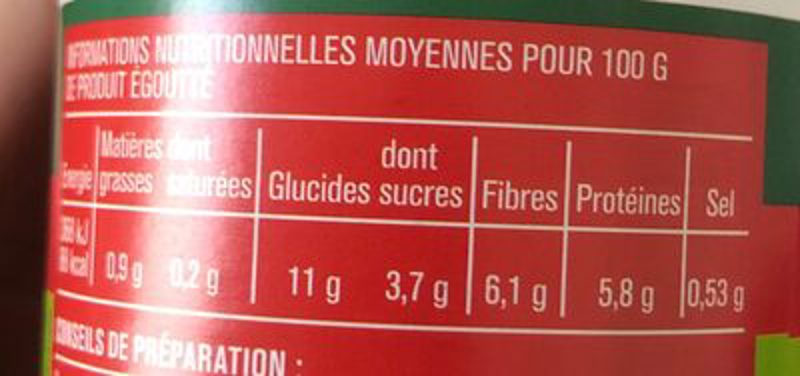 INFORMATIONS NUTRITIONNELLES MOYENNES POUR 100 G
DE PRODUIT ÉGOUTTÉ
Matières dont dont
Energie grasses saturées Glucides sucres Fibres Protéines Sel
kJ
kcal 0,9 g 0,2 g 11 g 3,7 g 6,1 g 5,8 g 0,53 g
CONSEILS DE PRÉPARATION :